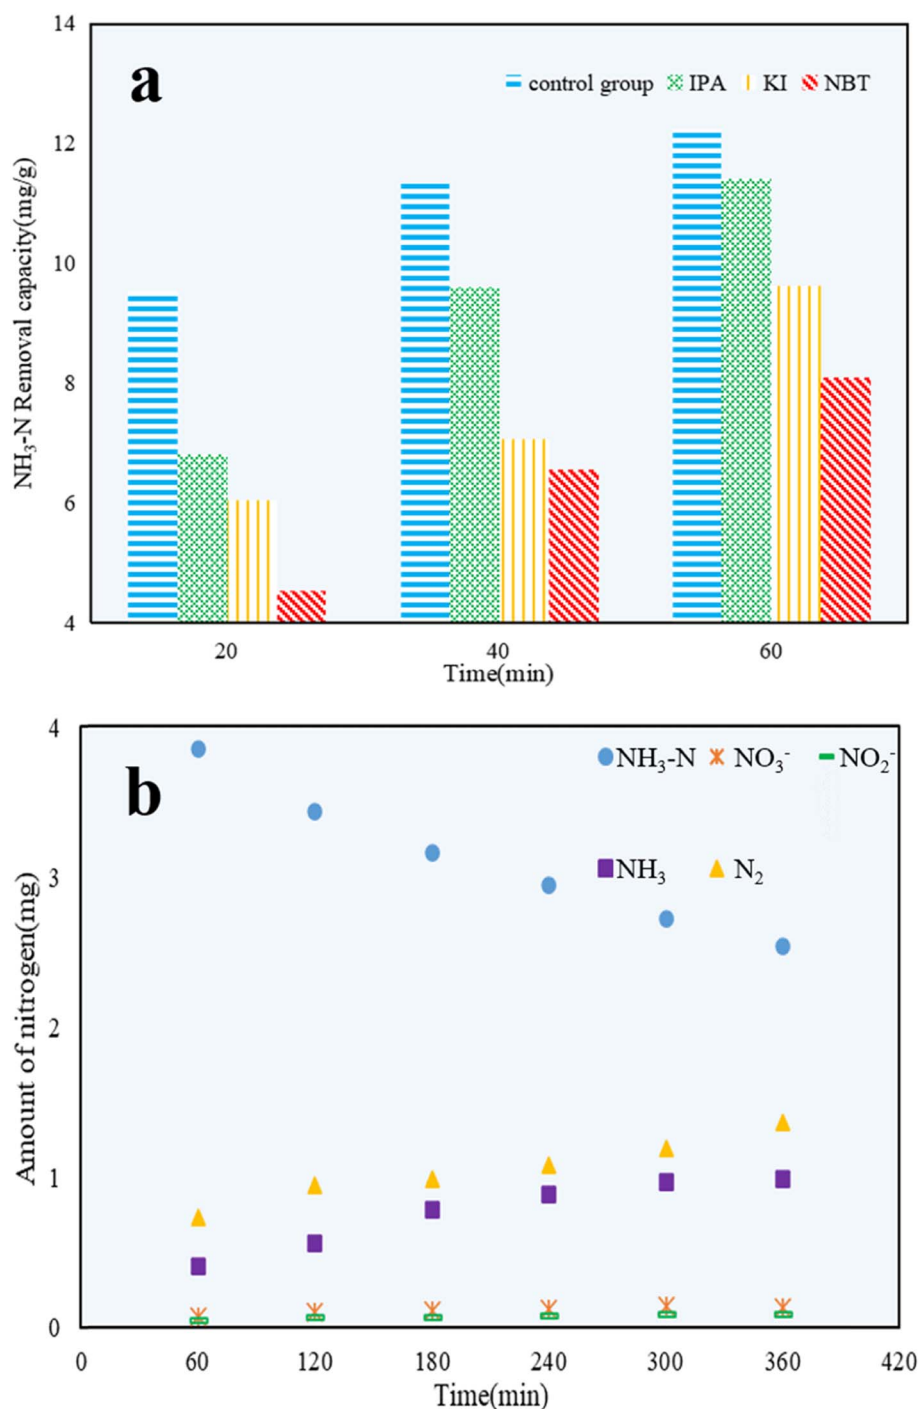 14
a
control group IPA KI NBT
12
10
8
6
4
NH₃-N Removal capacity(mg/g)
20 40 60
Time(min)
4
b
NH₃-N NO₃⁻ NO₂⁻
NH₃ N₂
3
2
1
0
Amount of nitrogen(mg)
0 60 120 180 240 300 360 420
Time(min)